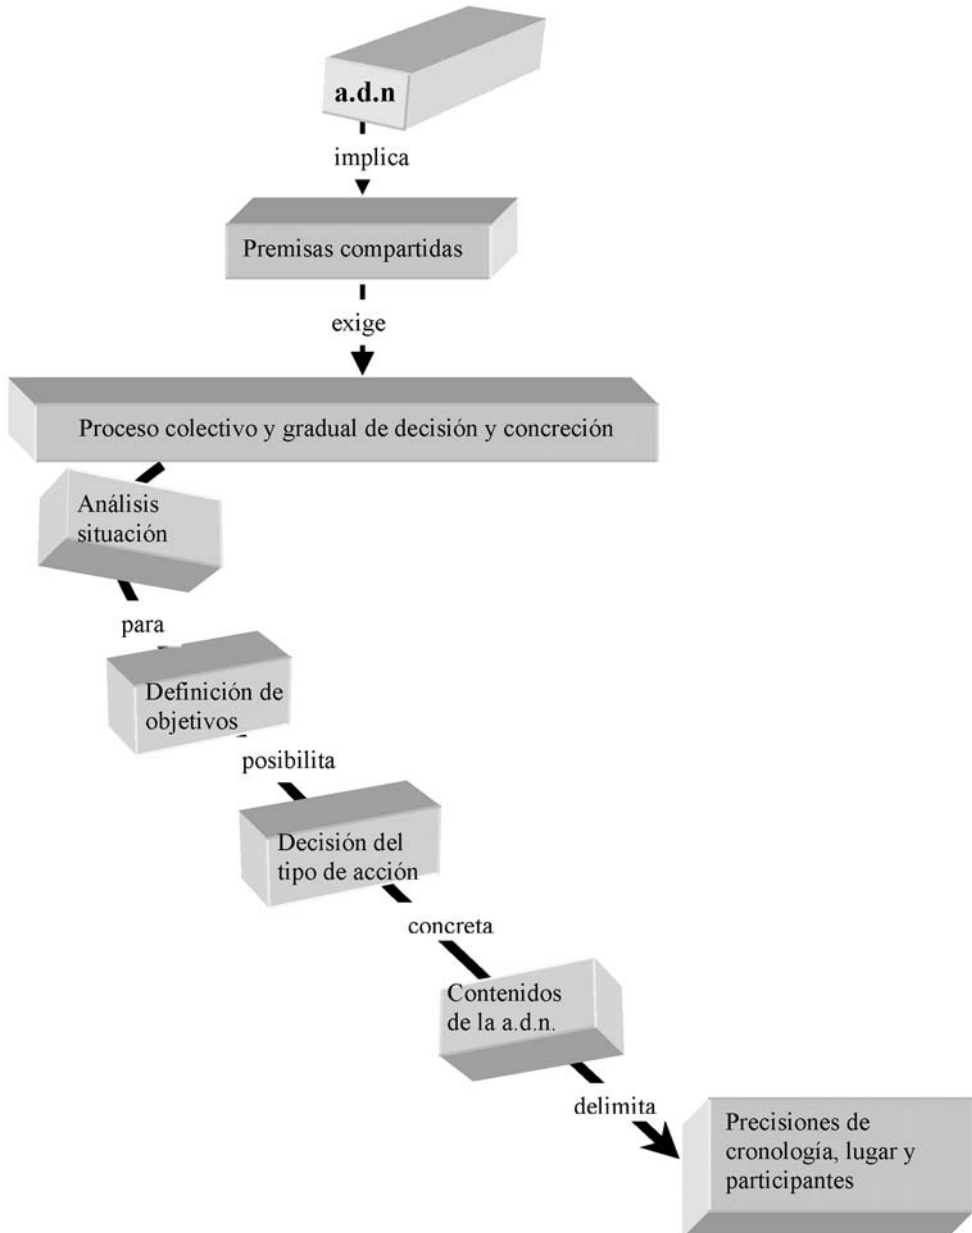 a.d.n
implica
Premisas compartidas
exige
Proceso colectivo y gradual de decisión y concreción
Análisis
situación
para
Definición de
objetivos
posibilita
Decisión del
tipo de acción
concreta
Contenidos
de la a.d.n.
delimita
Precisiones de
cronología, lugar y
participantes